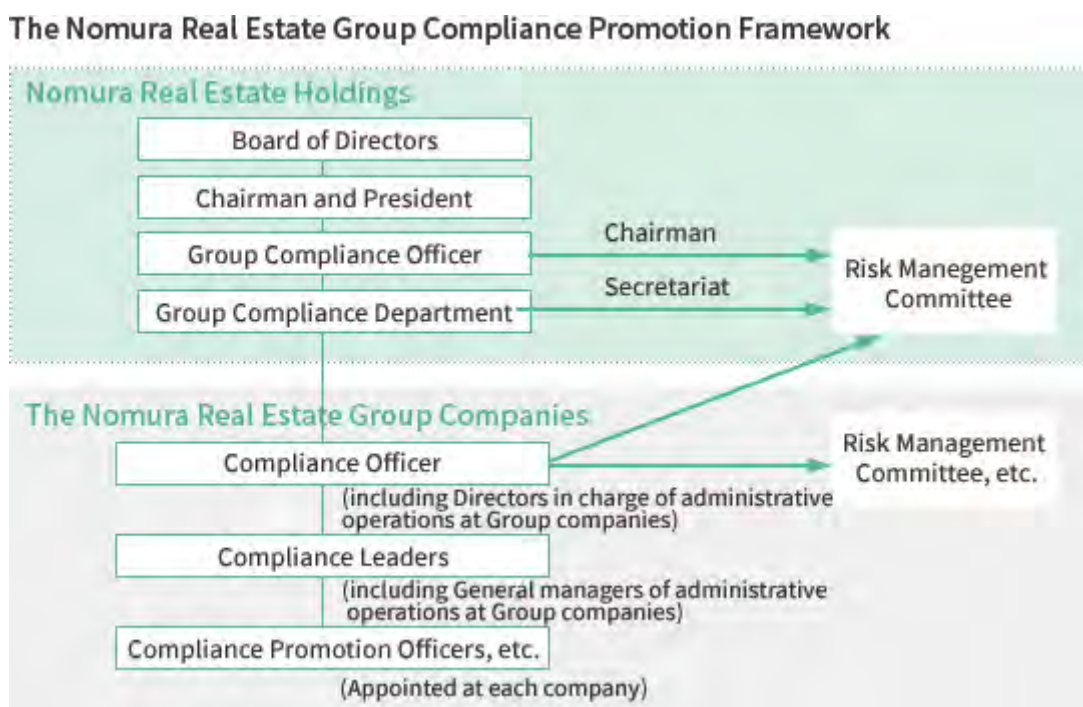 The Nomura Real Estate Group Compliance Promotion Framework
Nomura Real Estate Holdings
Board of Directors
Chairman and President
Group Compliance Officer
Chairman
Group Compliance Department
Secretariat
Risk Manegement
Committee
The Nomura Real Estate Group Companies
Compliance Officer
(including Directors in charge of administrative
operations at Group companies)
Risk Management
Committee, etc.
Compliance Leaders
(including General managers of administrative
operations at Group companies)
Compliance Promotion Officers, etc.
(Appointed at each company)